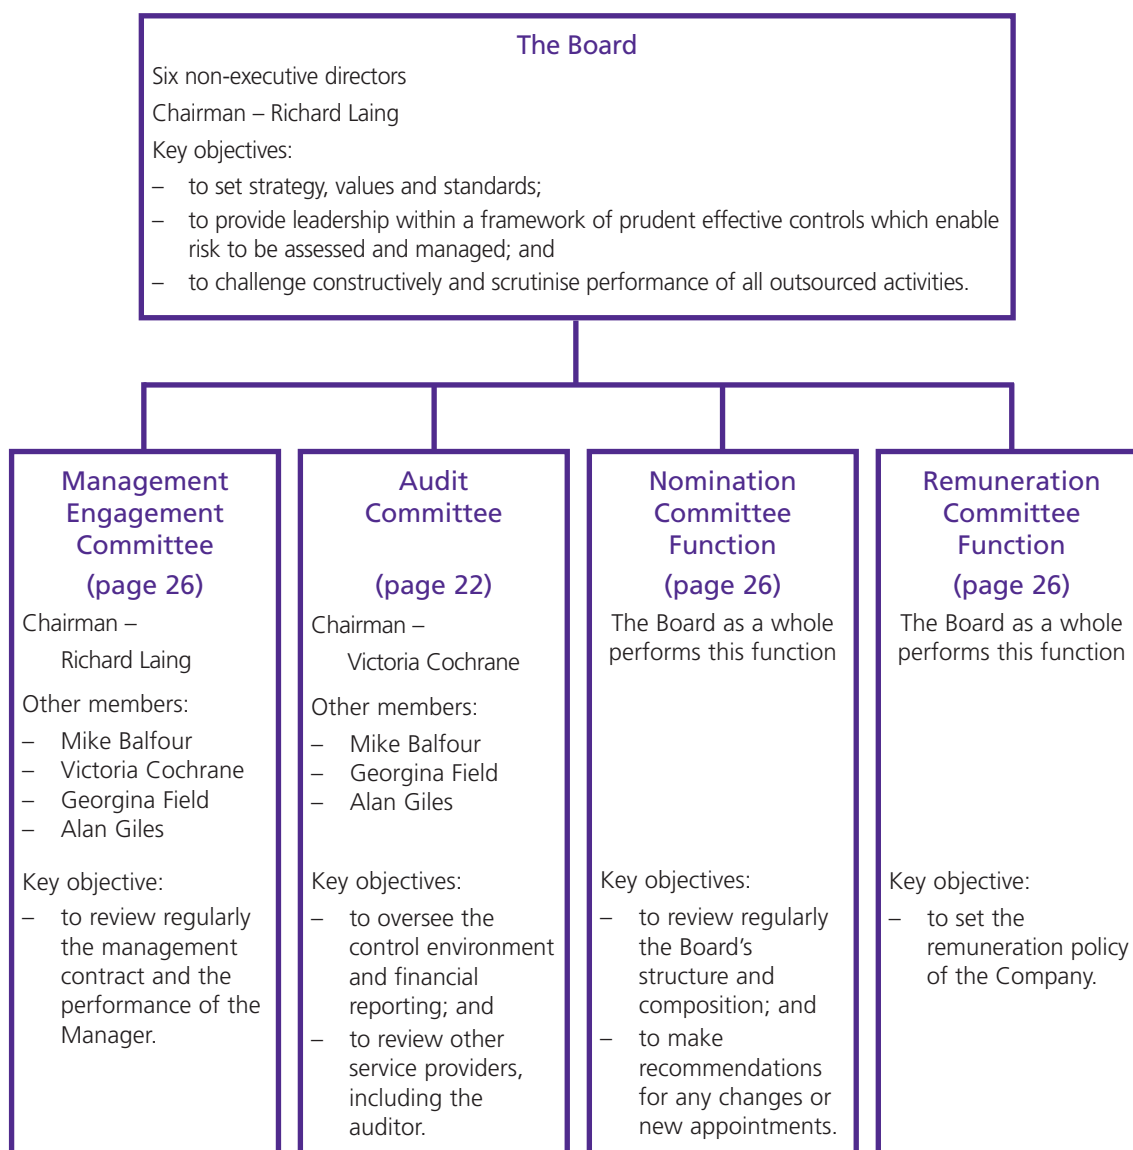 The Board
Six non-executive directors
Chairman – Richard Laing
Key objectives:
– to set strategy, values and standards;
– to provide leadership within a framework of prudent effective controls which enable
risk to be assessed and managed; and
– to challenge constructively and scrutinise performance of all outsourced activities.
Management
Engagement
Committee
(page 26)
Chairman –
Richard Laing
Other members:
– Mike Balfour
– Victoria Cochrane
– Georgina Field
– Alan Giles
Key objective:
– to review regularly
the management
contract and the
performance of the
Manager.
Audit
Committee
(page 22)
Chairman –
Victoria Cochrane
Other members:
– Mike Balfour
– Georgina Field
– Alan Giles
Key objectives:
– to oversee the
control environment
and financial
reporting; and
– to review other
service providers,
including the
auditor.
Nomination
Committee
Function
(page 26)
The Board as a whole
performs this function
Key objectives:
– to review regularly
the Board's
structure and
composition; and
– to make
recommendations
for any changes or
new appointments.
Remuneration
Committee
Function
(page 26)
The Board as a whole
performs this function
Key objective:
– to set the
remuneration policy
of the Company.